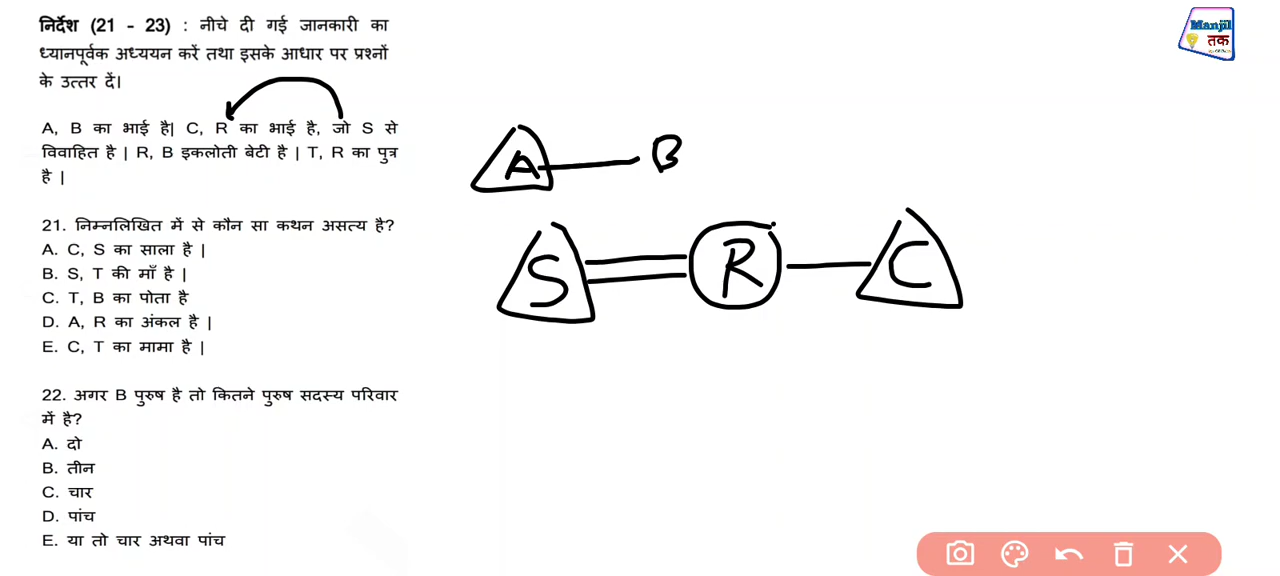 निर्देश (21 - 23) : नीचे दी गई जानकारी का
ध्यानपूर्वक अध्ययन करें तथा इसके आधार पर प्रश्नों
के उत्तर दें।
A, B का भाई है| C, R का भाई है, जो S से
विवाहित है | R, B इकलोती बेटी है | T, R का पुत्र
है |
21. निम्नलिखित में से कौन सा कथन असत्य है?
A. C, S का साला है |
B. S, T की माँ है |
C. T, B का पोता है
D. A, R का अंकल है |
E. C, T का मामा है |
22. अगर B पुरुष है तो कितने पुरुष सदस्य परिवार
में है?
A. दो
B. तीन
C. चार
D. पांच
E. या तो चार अथवा पांच
A B
S R C
Manjil
तक